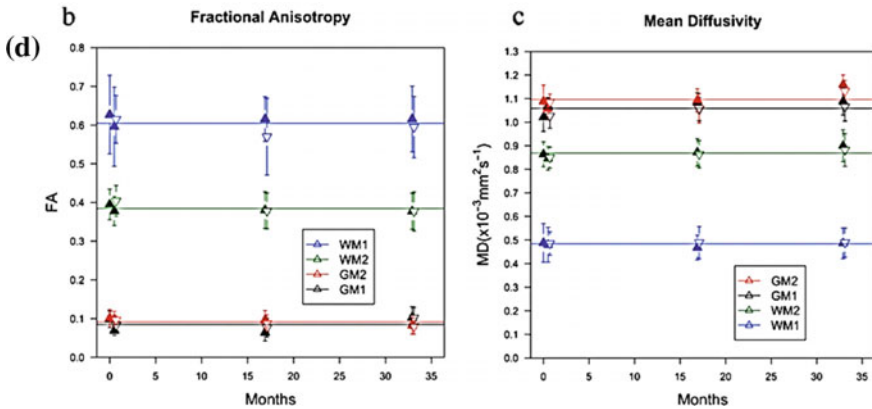 (d)
b
Fractional Anisotropy
FA
0.8
0.7
0.6
0.5
0.4
0.3
0.2
0.1
0.0
WM1
WM2
GM2
GM1
0 5 10 15 20 25 30 35
Months
c
Mean Diffusivity
MD(x10⁻³mm²s⁻¹)
1.3
1.2
1.1
1.0
0.9
0.8
0.7
0.6
0.5
0.4
0.3
0.2
0.1
0.0
GM2
GM1
WM2
WM1
0 5 10 15 20 25 30 35
Months